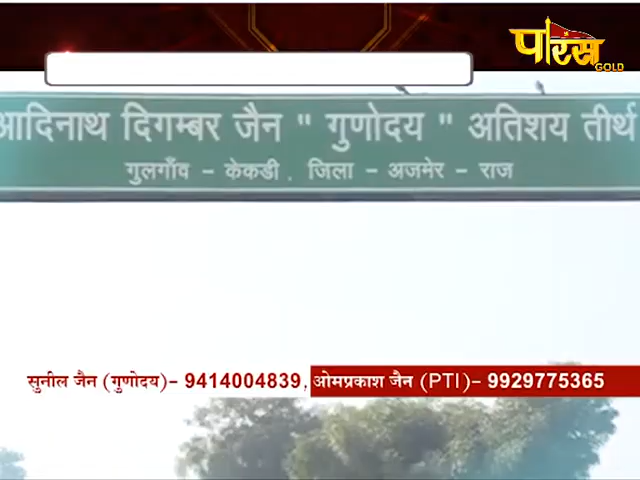 पारस
GOLD
आदिनाथ दिगम्बर जैन " गुणोदय " अतिशय तीर्थ
गुलगाँव - केकडी . जिला - अजमेर - राज
सुनील जैन (गुणोदय)- 9414004839, ओमप्रकाश जैन (PTI)- 9929775365